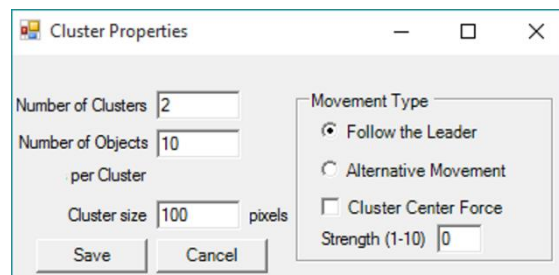 Cluster Properties
Number of Clusters 2
Number of Objects 10
per Cluster
Cluster size 100 pixels
Save Cancel
Movement Type
Follow the Leader
Alternative Movement
Cluster Center Force
Strength (1-10) 0